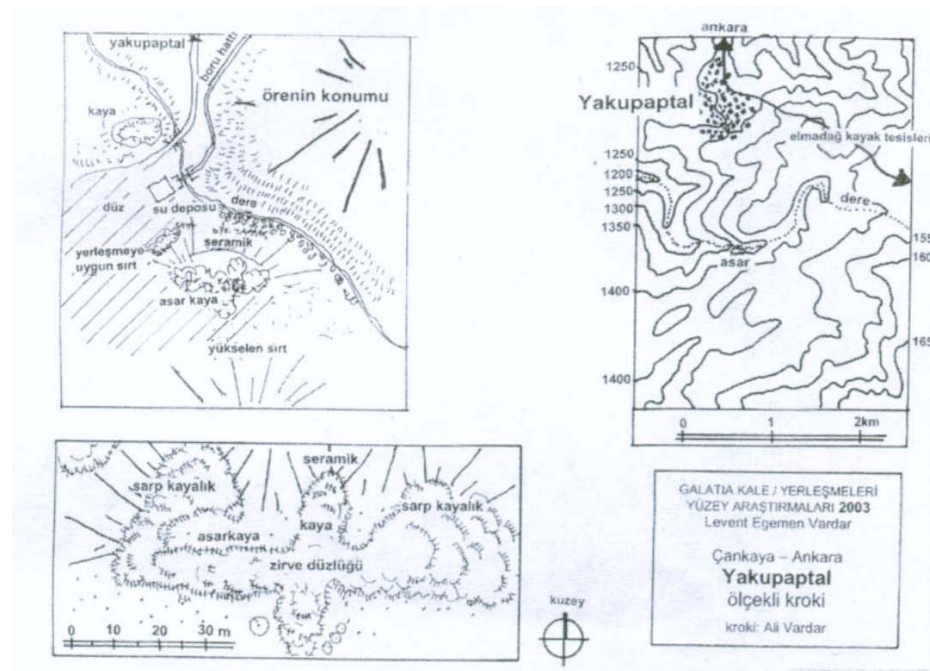 yakupaptal
boru hattı
örenin konumu
kaya
düz
su deposu
dere
seramik
yerleşmeye
uygun sırt
asar kaya
yükselen sırt
ankara
1250
Yakupaptal
elmadağ kayak tesisleri
1250
1200
1250
1300
1350
dere
asar
155
160
1400
165
1400
0 1 2km
seramik
sarp kayalık
sarp kayalık
asarkaya
kaya
zirve düzlüğü
0 10 20 30 m
kuzey
GALATIA KALE / YERLEŞMELERİ
YÜZEY ARAŞTIRMALARI 2003
Levent Egemen Vardar
Çankaya – Ankara
Yakupaptal
ölçekli kroki
kroki: Ali Vardar